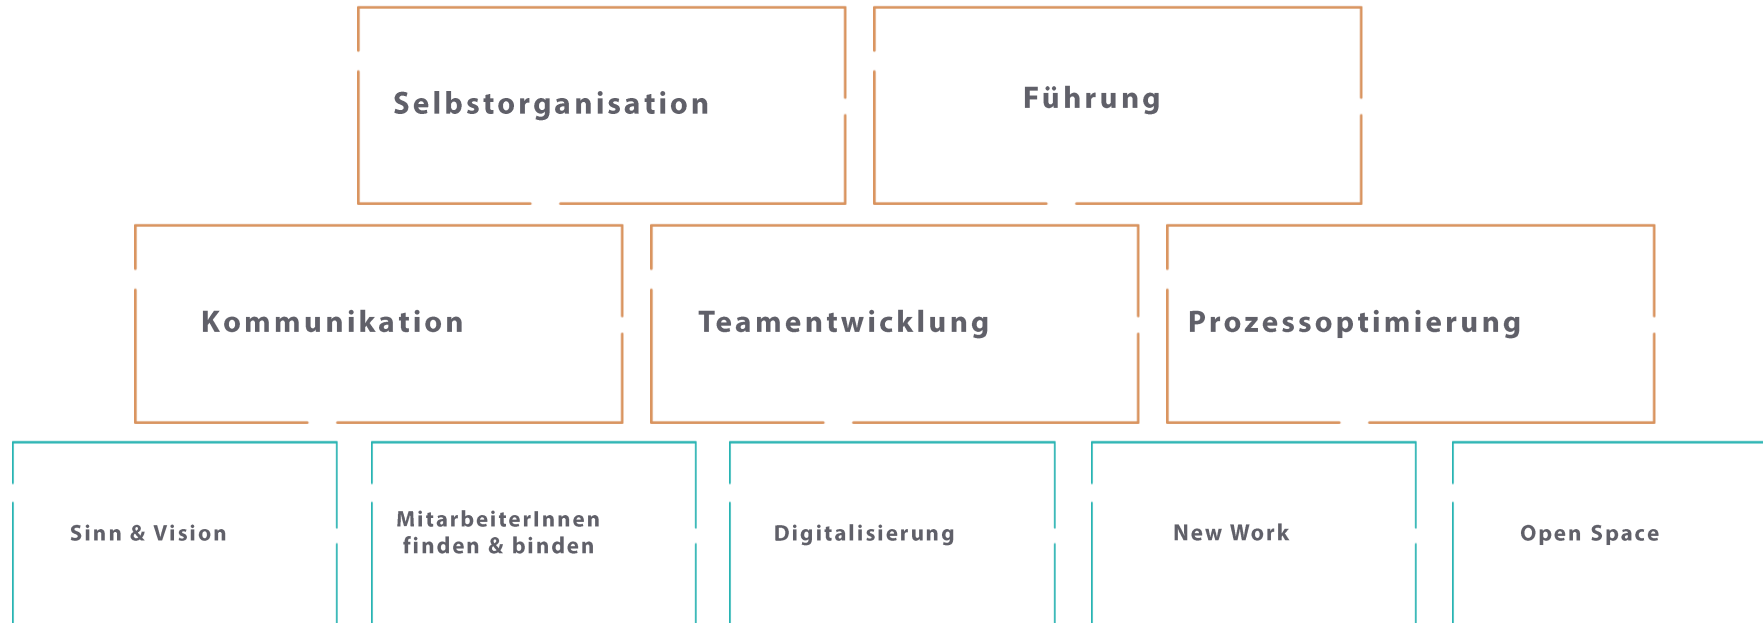 Selbstorganisation
Führung
Kommunikation
Teamentwicklung
Prozessoptimierung
Sinn & Vision
MitarbeiterInnen
finden & binden
Digitalisierung
New Work
Open Space